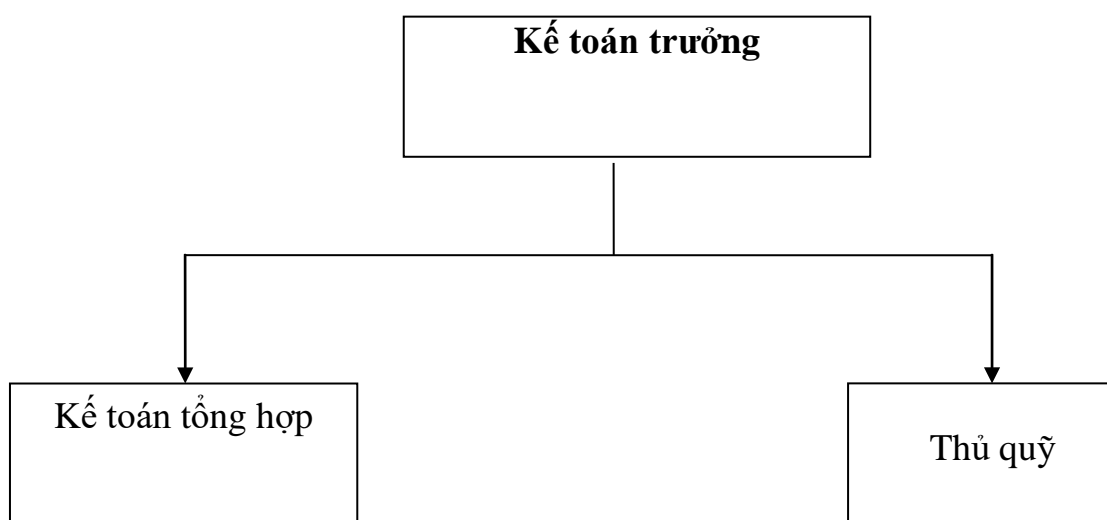 Kế toán trưởng
Kế toán tổng hợp
Thủ quỹ